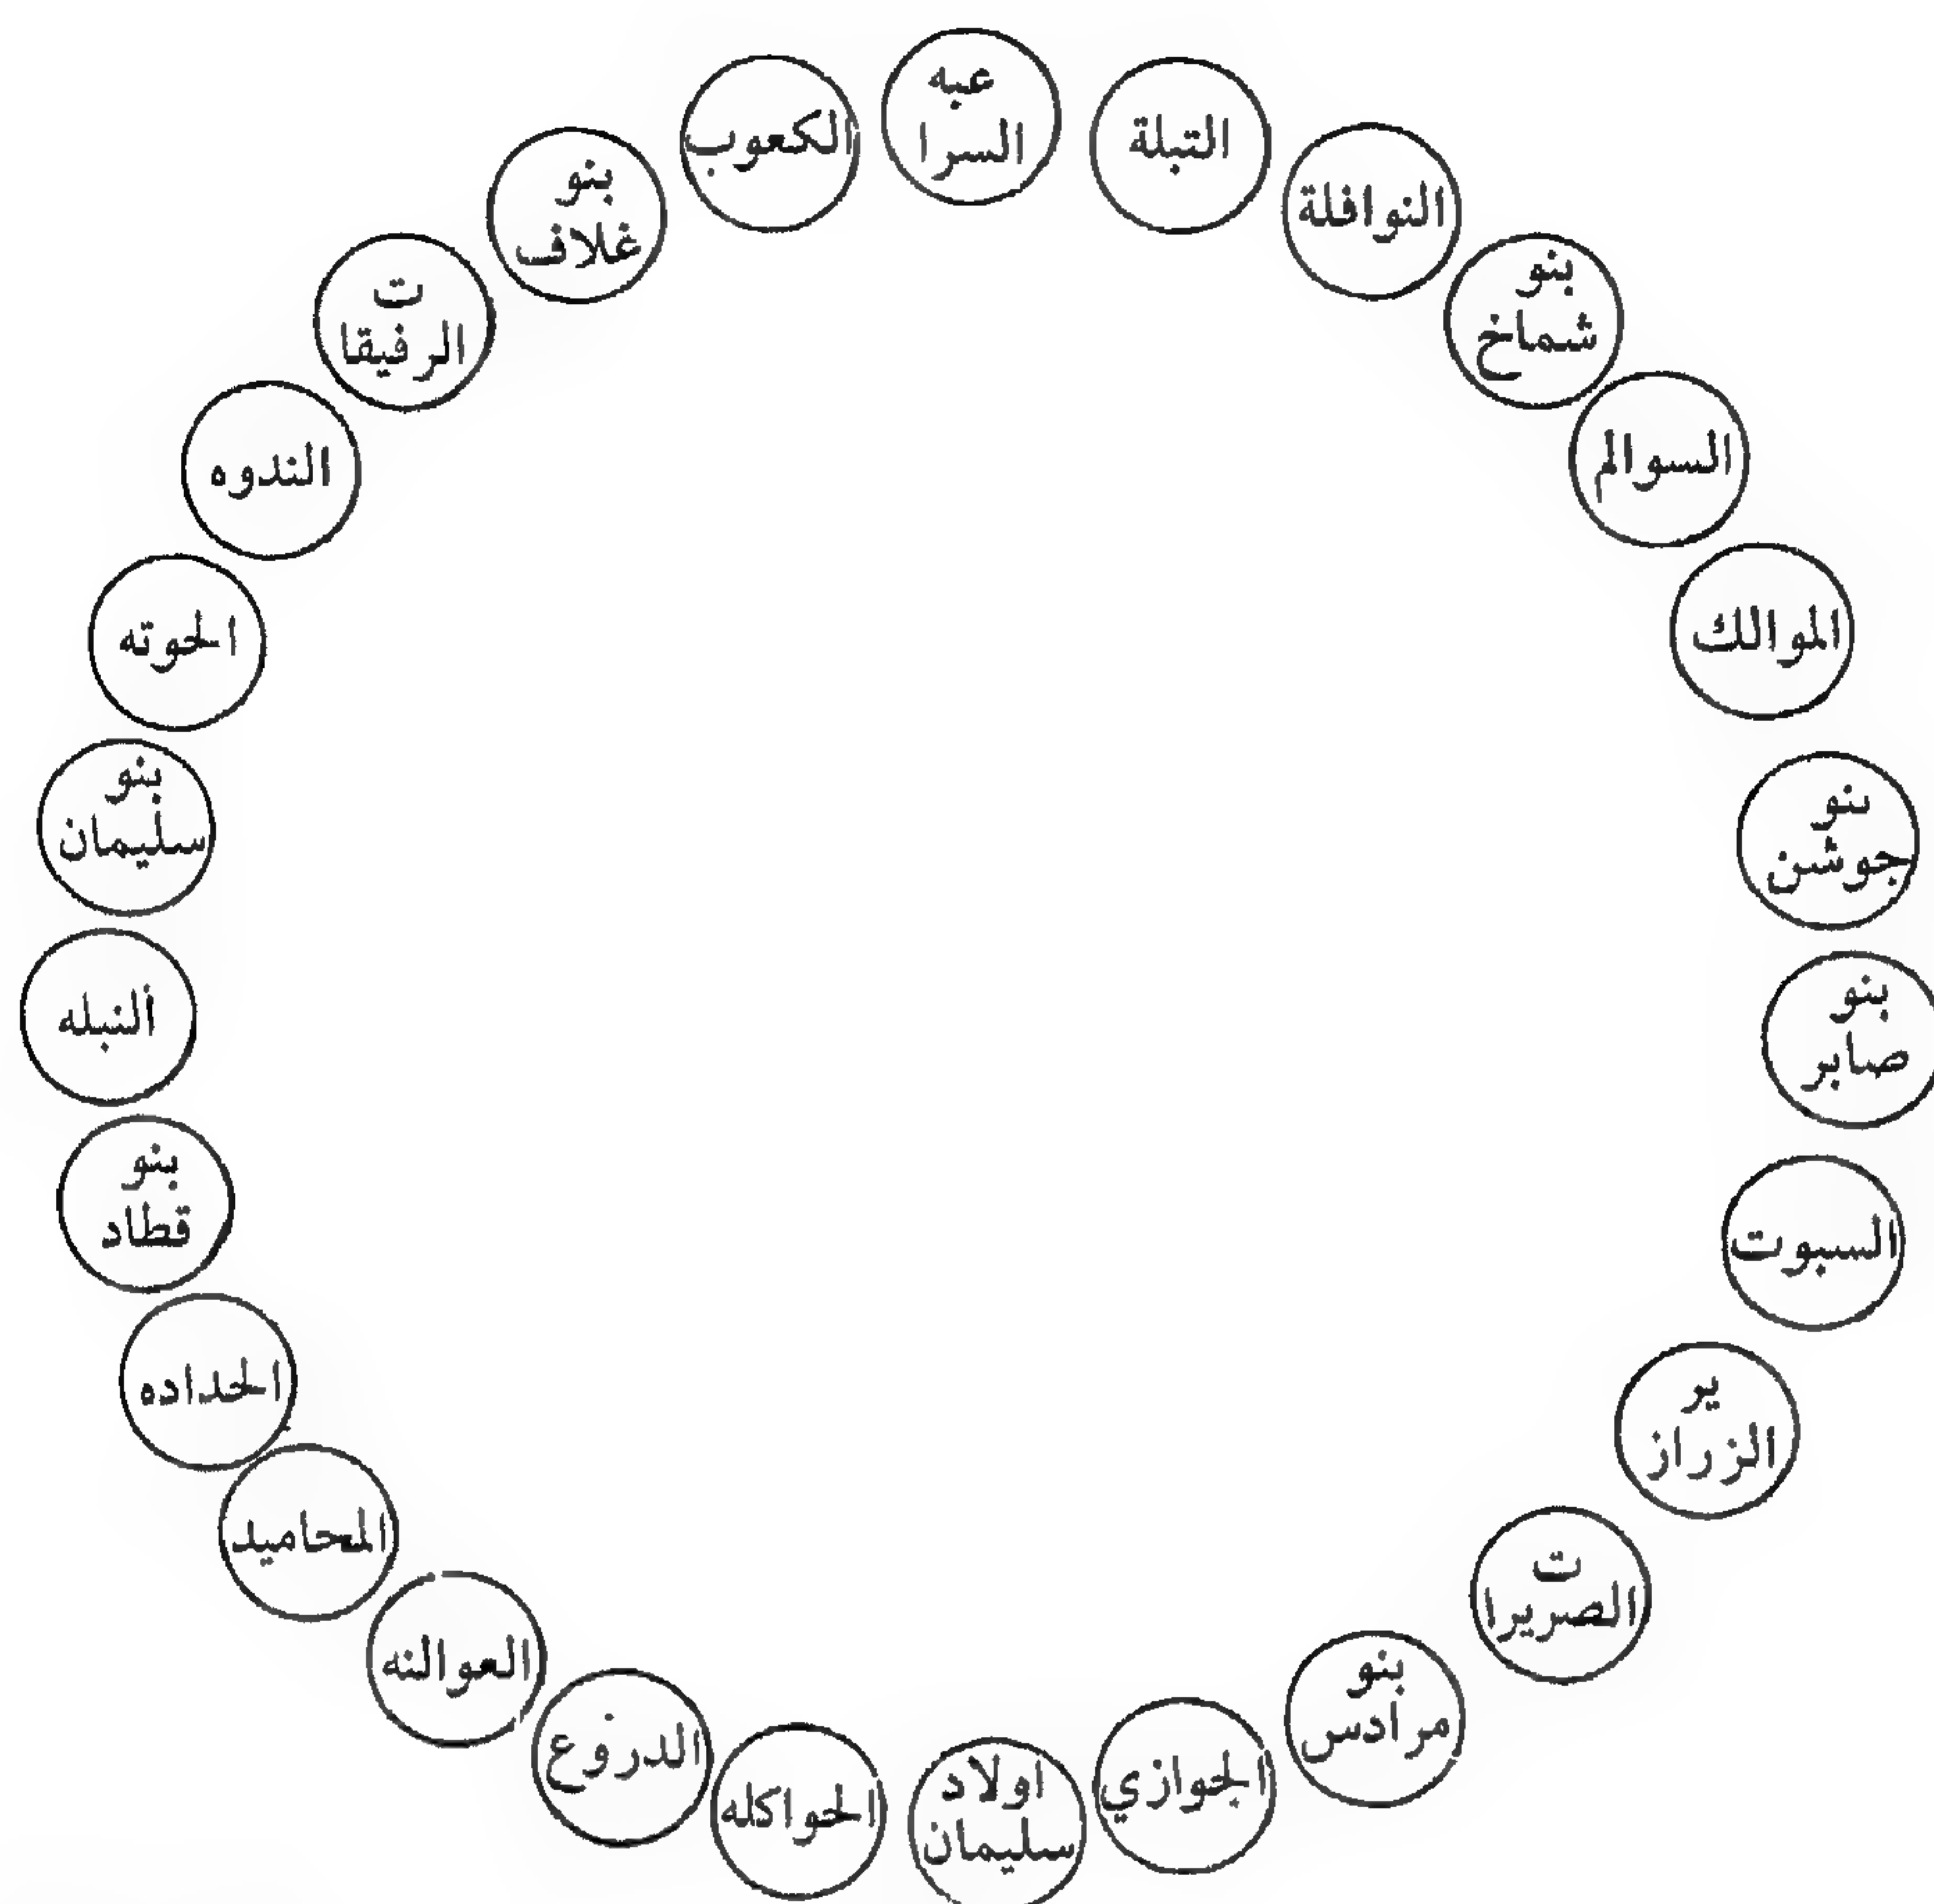 عبه
السرا
التبلة
النوافلة
بنو
شماخ
السوالم
الموالك
بنو
جوشن
بنو
صابر
السبوت
ير
الزراز
ت
الصريرا
بنو
مرادس
الجوازي
اولاد
سليمان
الحواكله
الدروع
العوالنه
المحاميد
الحداده
بنو
قطاد
ألنبله
بنو
سليمان
الحوته
الندوه
ت
الرفيقا
بنو
غلاف
الكعوب